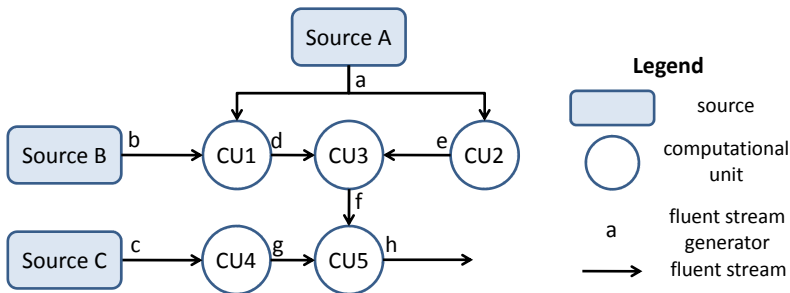 Source A
a
Source B
b
CU1
d
CU3
e
CU2
f
Source C
c
CU4
g
CU5
h
Legend
source
computational
unit
a
fluent stream
generator
fluent stream